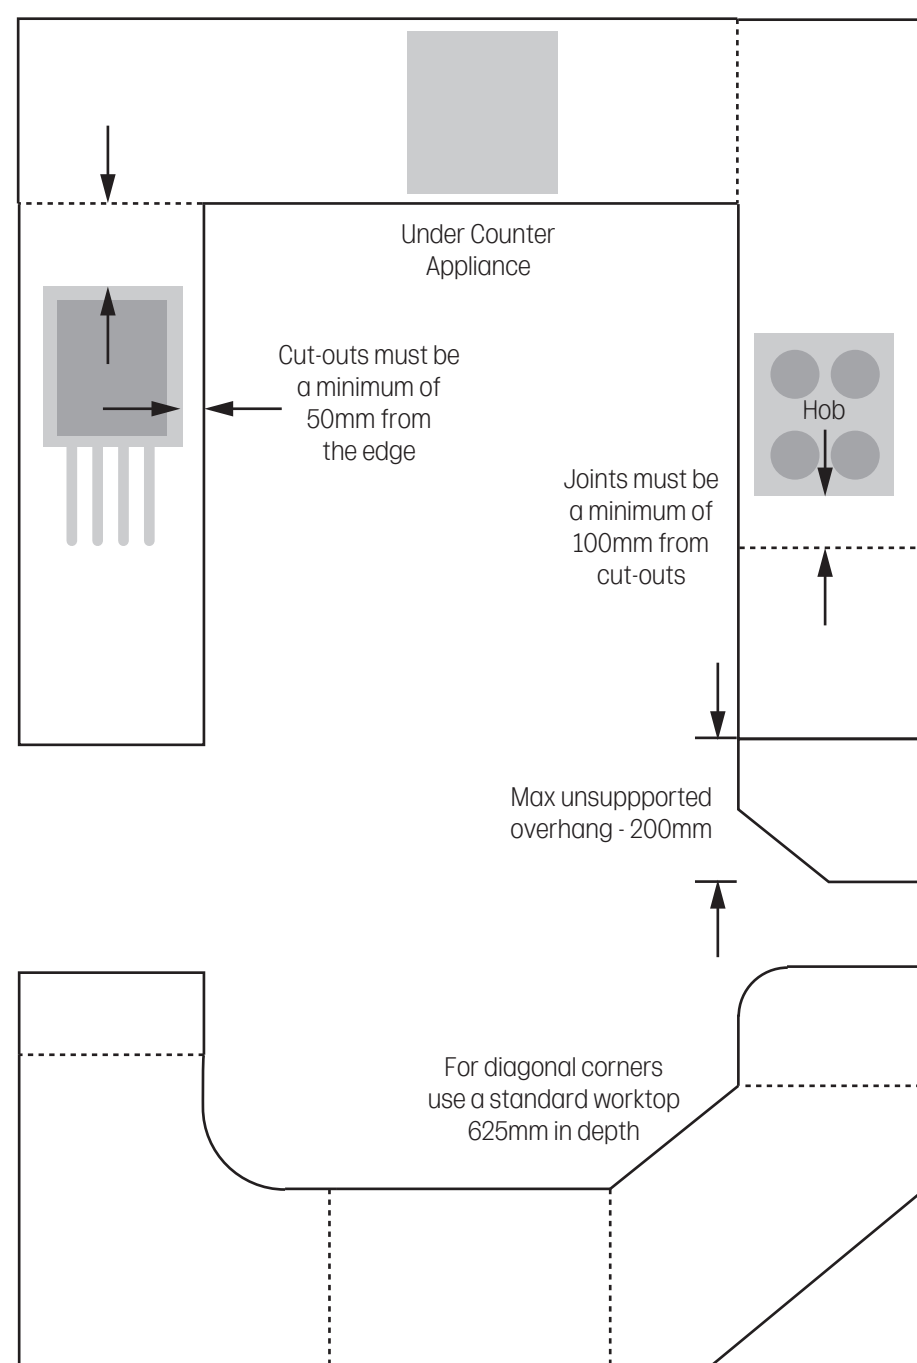 Under Counter
Appliance
Cut-outs must be
a minimum of
50mm from
the edge
Hob
Joints must be
a minimum of
100mm from
cut-outs
Max unsuppported
overhang - 200mm
For diagonal corners
use a standard worktop
625mm in depth